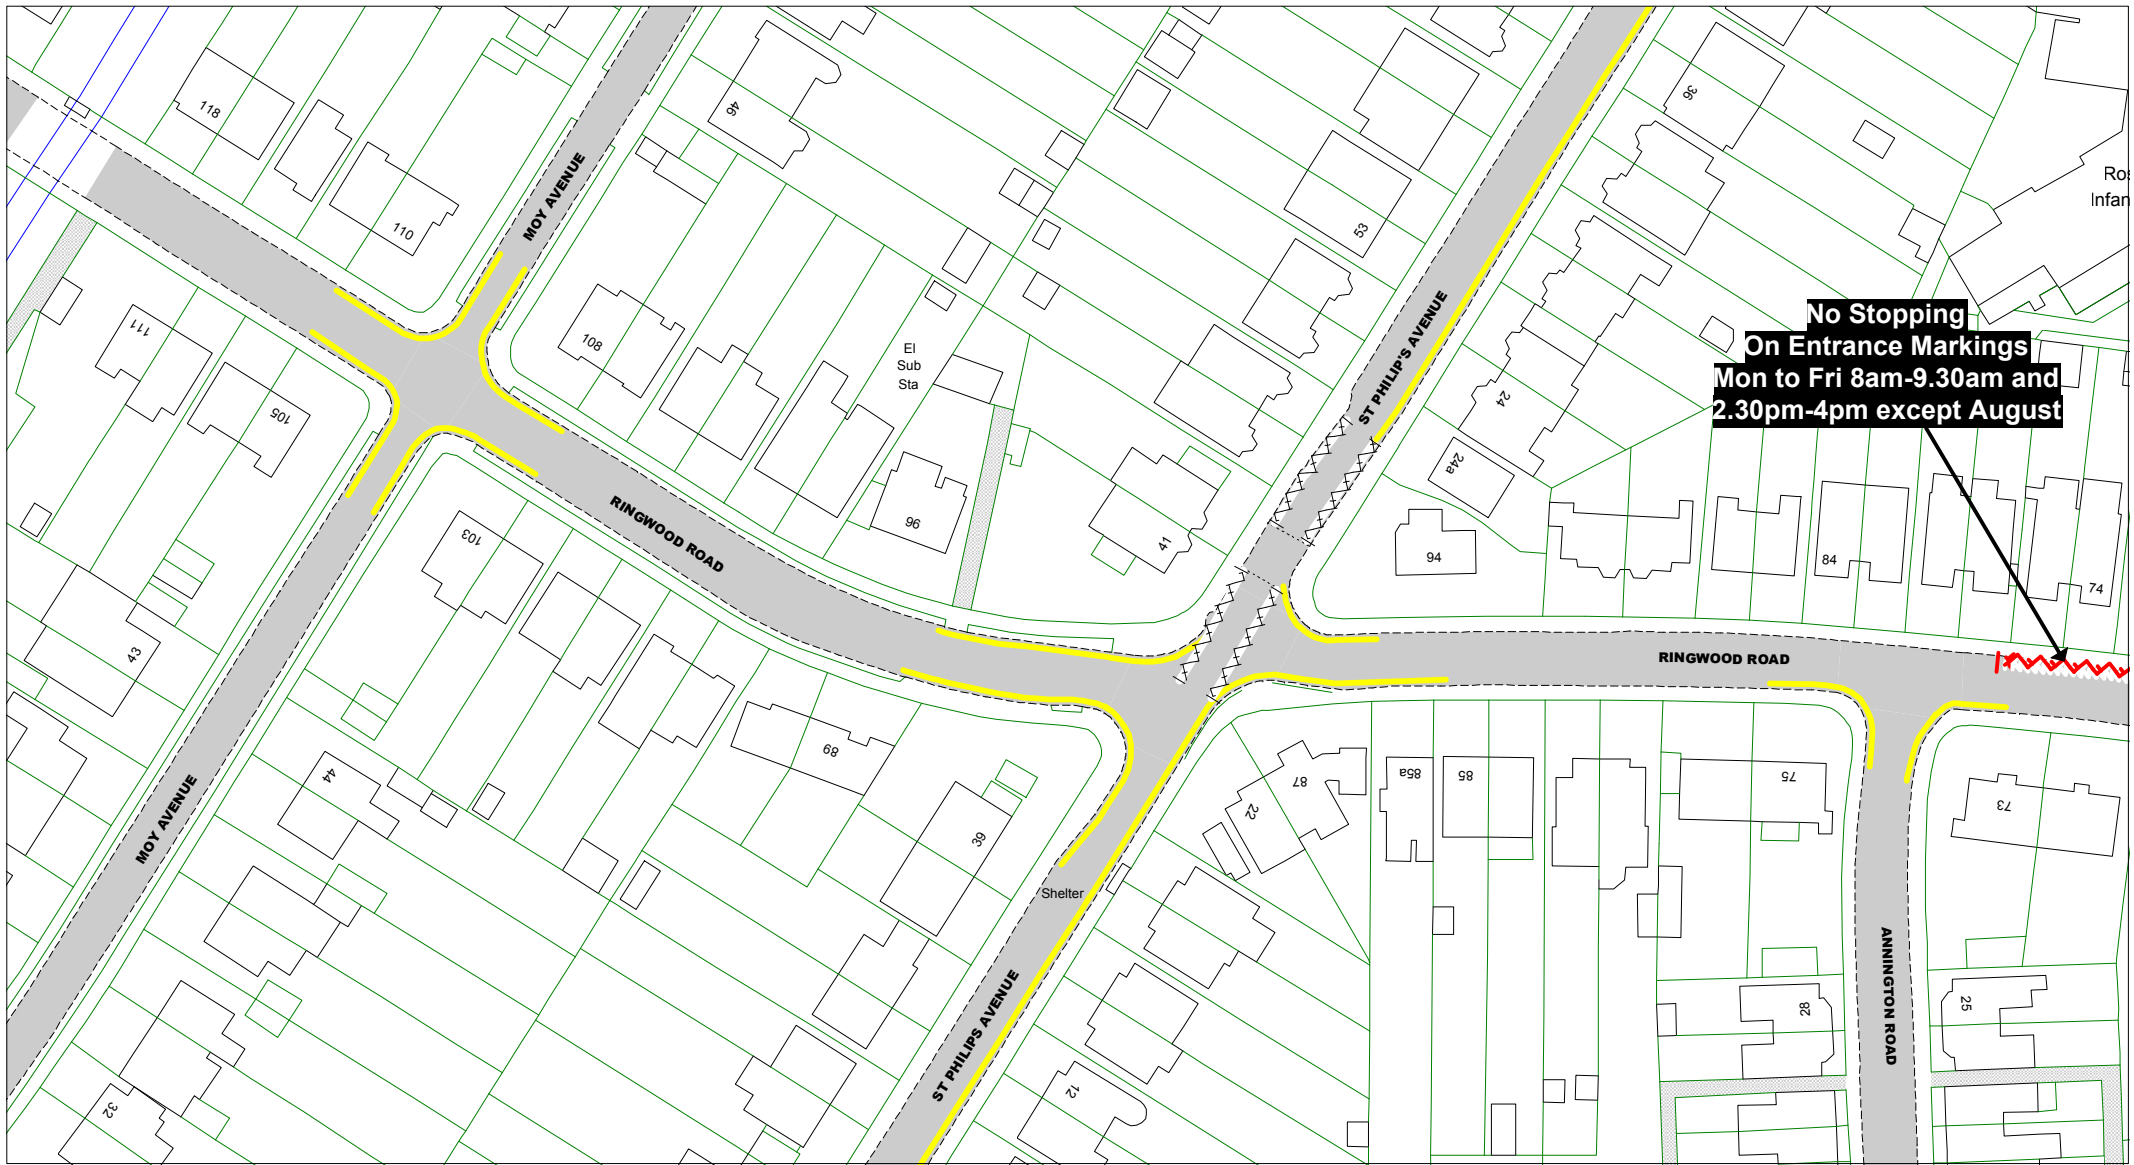 118
110
MOY AVENUE
46
53
36
Ros
Infan
No Stopping
On Entrance Markings
Mon to Fri 8am-9.30am and
2.30pm-4pm except August
111
105
108
El
Sub
Sta
ST PHILIP'S AVENUE
24
24a
96
41
94
84
74
RINGWOOD ROAD
103
43
RINGWOOD ROAD
44
89
39
22
87
85a
85
75
73
MOY AVENUE
Shelter
ST PHILIPS AVENUE
12
32
28
25
ANNINGTON ROAD